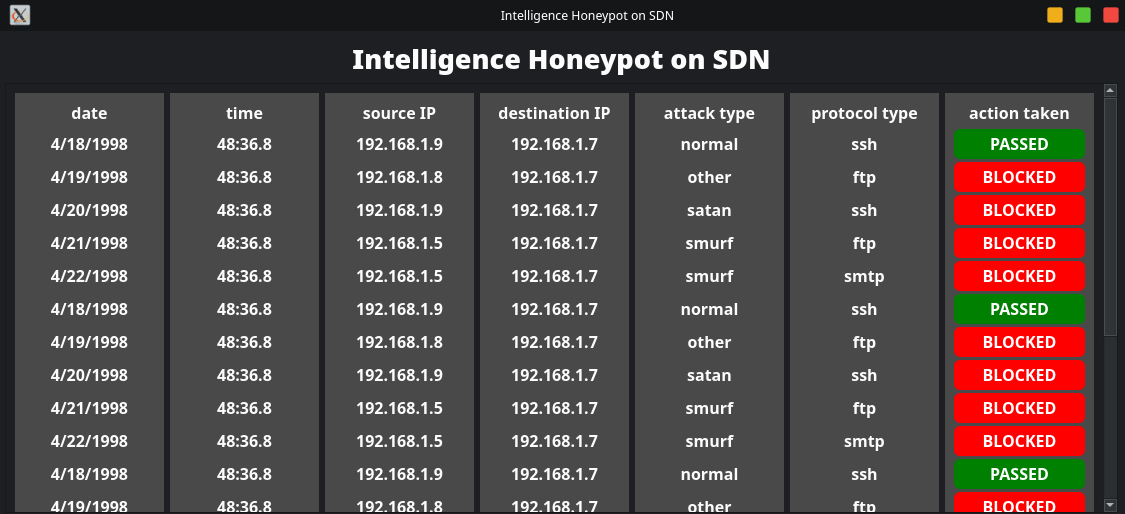 Intelligence Honeypot on SDN
Intelligence Honeypot on SDN
date time source IP destination IP attack type protocol type action taken
4/18/1998 48:36.8 192.168.1.9 192.168.1.7 normal ssh PASSED
4/19/1998 48:36.8 192.168.1.8 192.168.1.7 other ftp BLOCKED
4/20/1998 48:36.8 192.168.1.9 192.168.1.7 satan ssh BLOCKED
4/21/1998 48:36.8 192.168.1.5 192.168.1.7 smurf ftp BLOCKED
4/22/1998 48:36.8 192.168.1.5 192.168.1.7 smurf smtp BLOCKED
4/18/1998 48:36.8 192.168.1.9 192.168.1.7 normal ssh PASSED
4/19/1998 48:36.8 192.168.1.8 192.168.1.7 other ftp BLOCKED
4/20/1998 48:36.8 192.168.1.9 192.168.1.7 satan ssh BLOCKED
4/21/1998 48:36.8 192.168.1.5 192.168.1.7 smurf ftp BLOCKED
4/22/1998 48:36.8 192.168.1.5 192.168.1.7 smurf smtp BLOCKED
4/18/1998 48:36.8 192.168.1.9 192.168.1.7 normal ssh PASSED
4/19/1998 48:36.8 192.168.1.8 192.168.1.7 other ftp BLOCKED